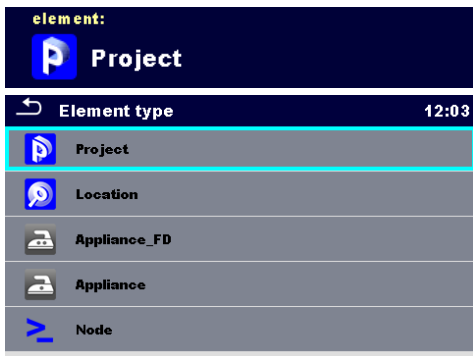 element:
Project
Element type 12:03
Project
Location
Appliance_FD
Appliance
Node